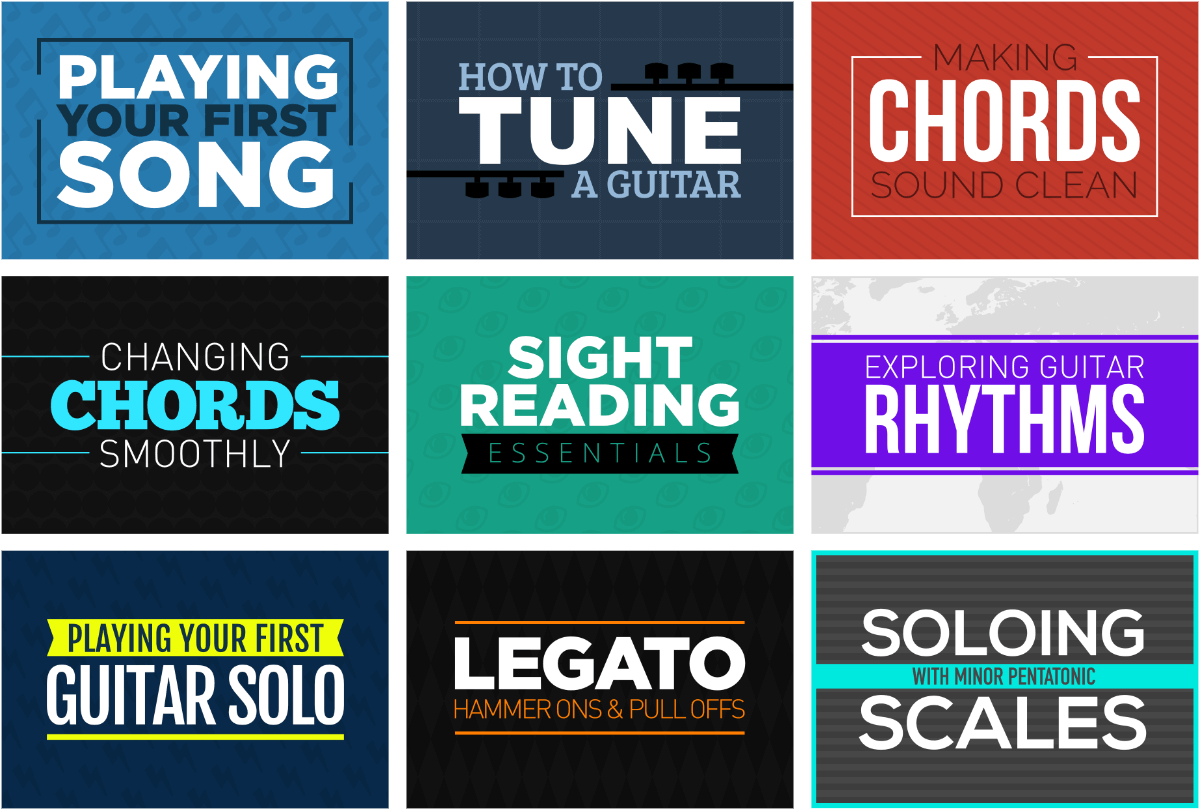 PLAYING
YOUR FIRST
SONG
HOW TO
TUNE
A GUITAR
MAKING
CHORDS
SOUND CLEAN
CHANGING
CHORDS
SMOOTHLY
SIGHT
READING
ESSENTIALS
EXPLORING GUITAR
RHYTHMS
PLAYING YOUR FIRST
GUITAR SOLO
LEGATO
HAMMER ONS & PULL OFFS
SOLOING
WITH MINOR PENTATONIC
SCALES